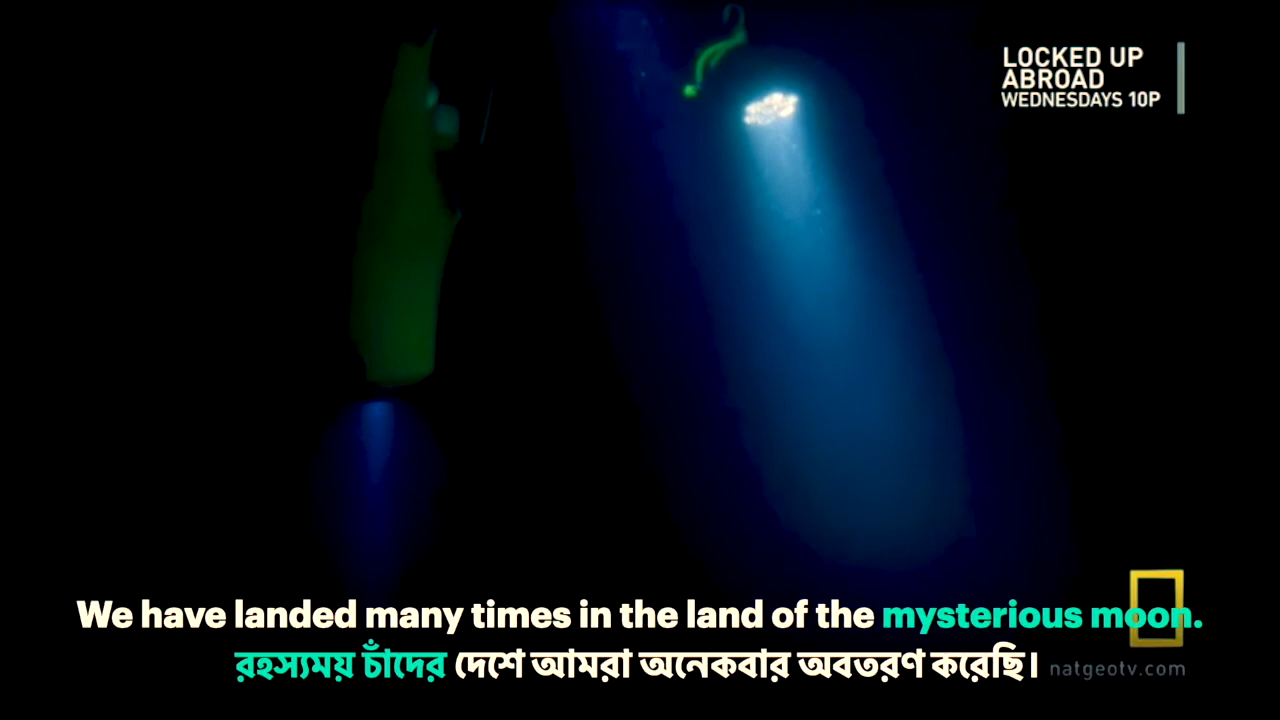 LOCKED UP
ABROAD
WEDNESDAYS 10P
We have landed many times in the land of the mysterious moon.
রহস্যময় চাঁদের দেশে আমরা অনেকবার অবতরণ করেছি।
natgeotv.com